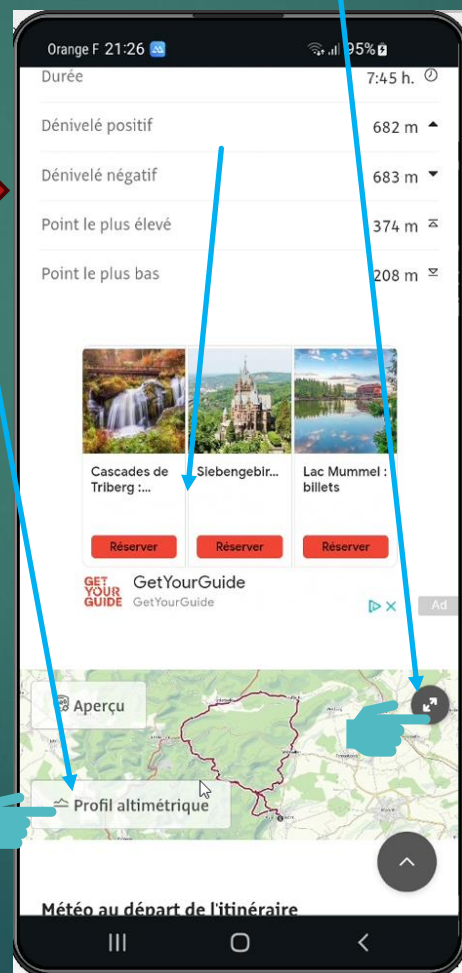 Orange F 21:26 95%
Durée 7:45 h.
Dénivelé positif 682 m
Dénivelé négatif 683 m
Point le plus élevé 374 m
Point le plus bas 208 m
Cascades de Triberg :... Siebengebir... Lac Mummel : billets
Réserver Réserver Réserver
GET YOUR GUIDE GetYourGuide
GetYourGuide
Ad
Aperçu
Profil altimétrique
Météo au départ de l'itinéraire